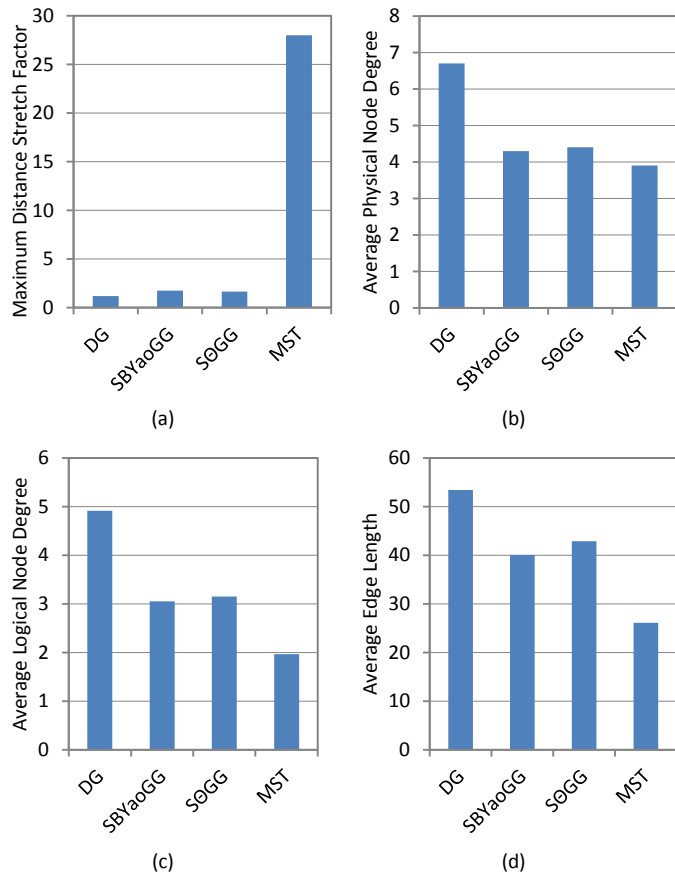 Maximum Distance Stretch Factor
30
25
20
15
10
5
0
DG
SBYaoGG
SΘGG
MST
(a)
Average Physical Node Degree
8
7
6
5
4
3
2
1
0
DG
SBYaoGG
SΘGG
MST
(b)
Average Logical Node Degree
6
5
4
3
2
1
0
DG
SBYaoGG
SΘGG
MST
(c)
Average Edge Length
60
50
40
30
20
10
0
DG
SBYaoGG
SΘGG
MST
(d)